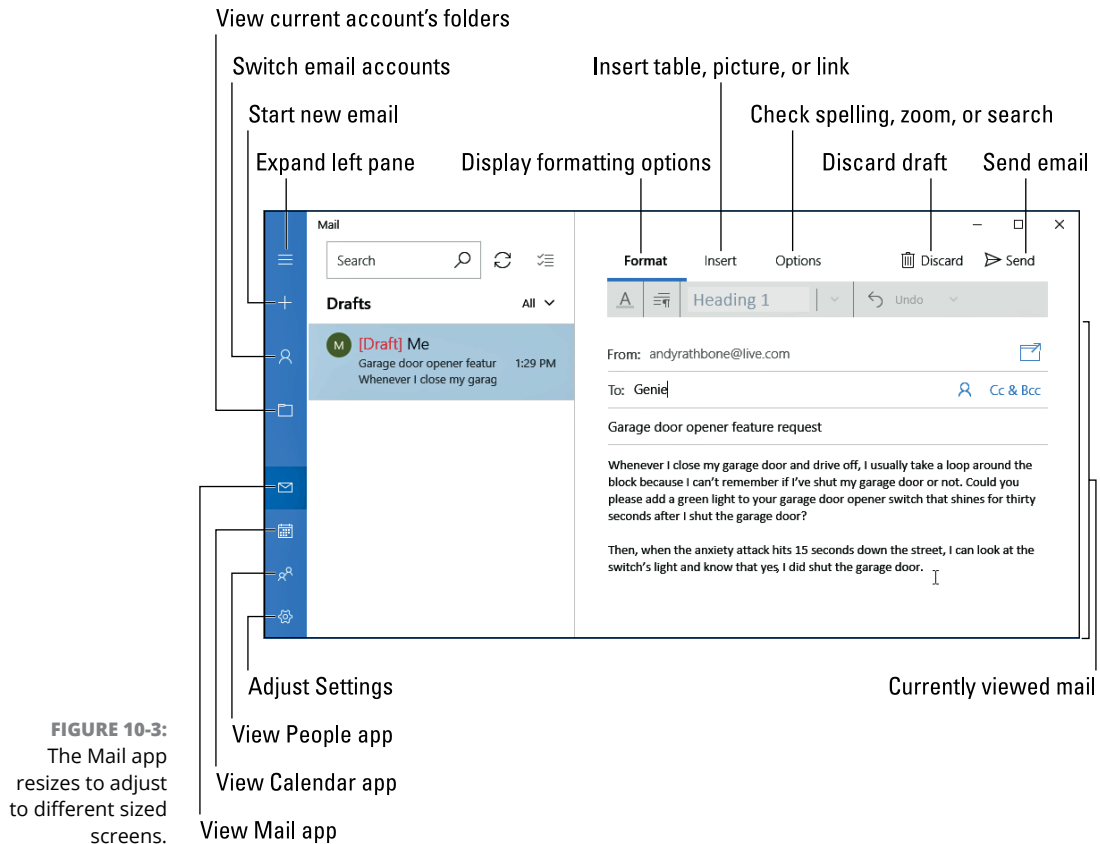 View current account's folders
Switch email accounts
Insert table, picture, or link
Start new email
Check spelling, zoom, or search
Expand left pane
Display formatting options
Discard draft
Send email
Mail
Search
Format
Insert
Options
Discard
Send
Drafts
All
A
Heading 1
Undo
M
[Draft] Me
Garage door opener featur
1:29 PM
Whenever I close my garag
From: andyrathbone@live.com
To: Genie
Cc & Bcc
Garage door opener feature request
Whenever I close my garage door and drive off, I usually take a loop around the
block because I can't remember if I've shut my garage door or not. Could you
please add a green light to your garage door opener switch that shines for thirty
seconds after I shut the garage door?
Then, when the anxiety attack hits 15 seconds down the street, I can look at the
switch's light and know that yes, I did shut the garage door.
Adjust Settings
Currently viewed mail
View People app
View Calendar app
View Mail app
FIGURE 10-3:
The Mail app
resizes to adjust
to different sized
screens.